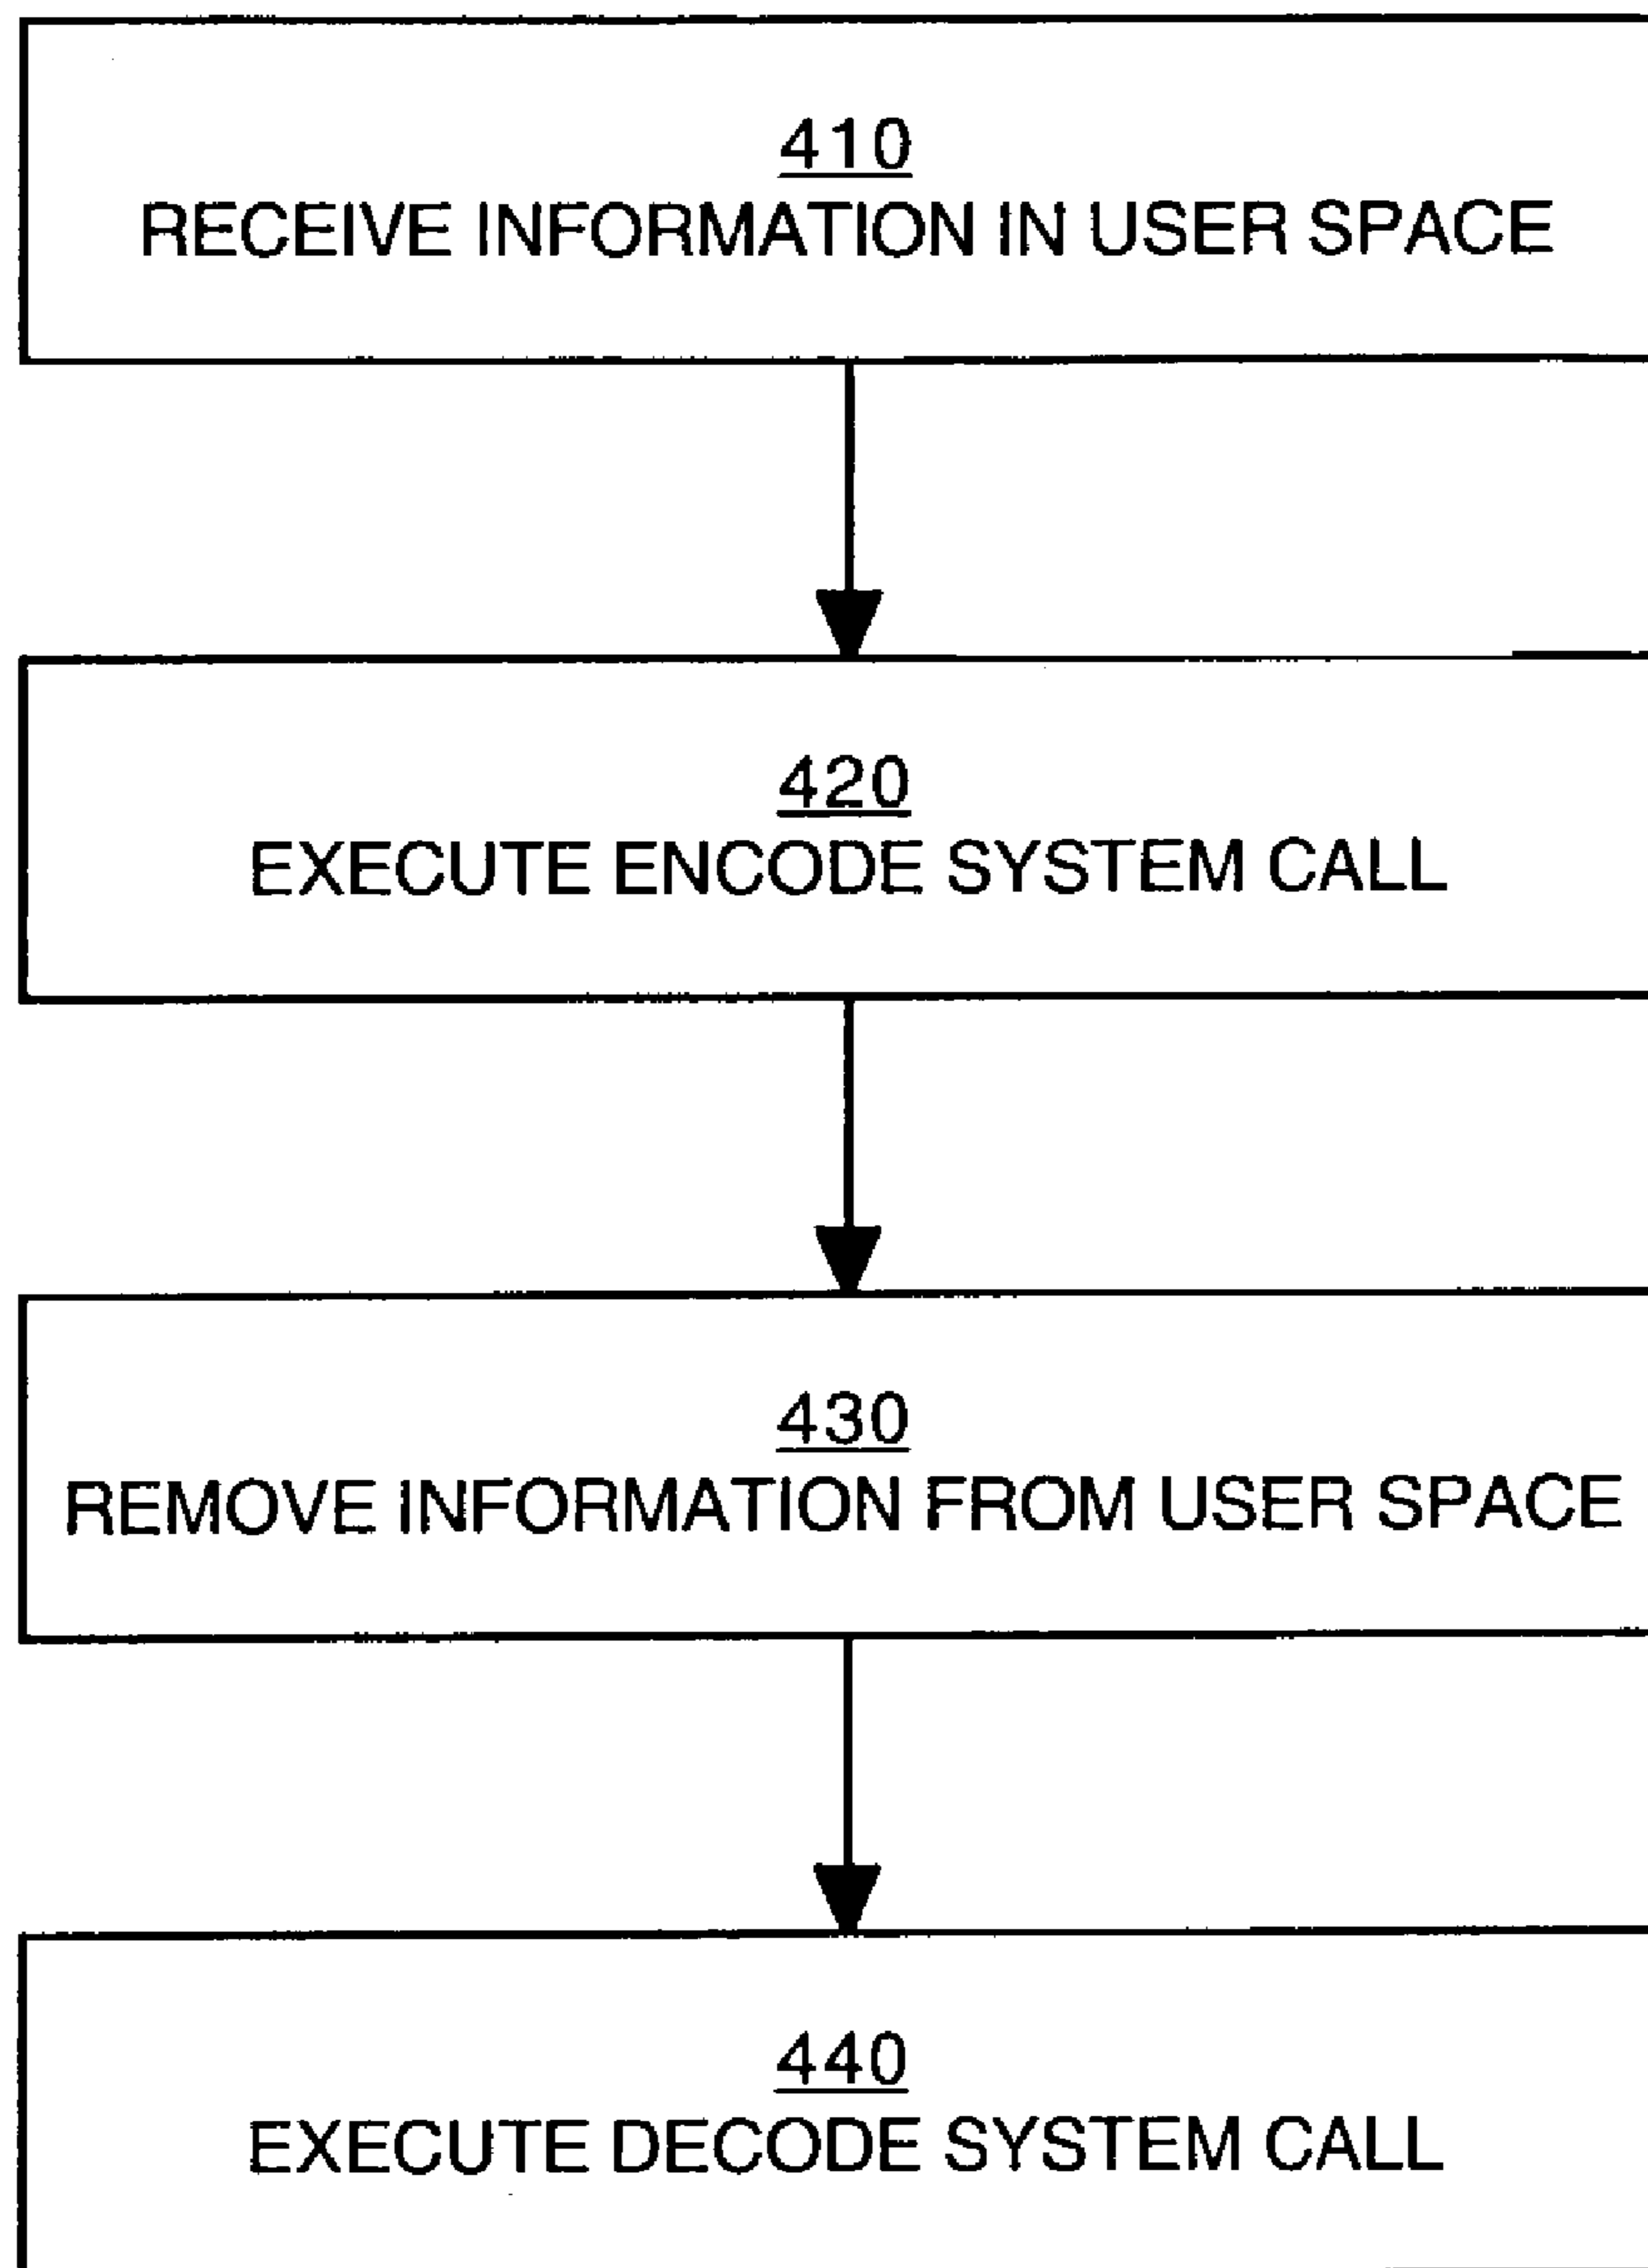 410
RECEIVE INFORMATION IN USER SPACE
420
EXECUTE ENCODE SYSTEM CALL
430
REMOVE INFORMATION FROM USER SPACE
440
EXECUTE DECODE SYSTEM CALL